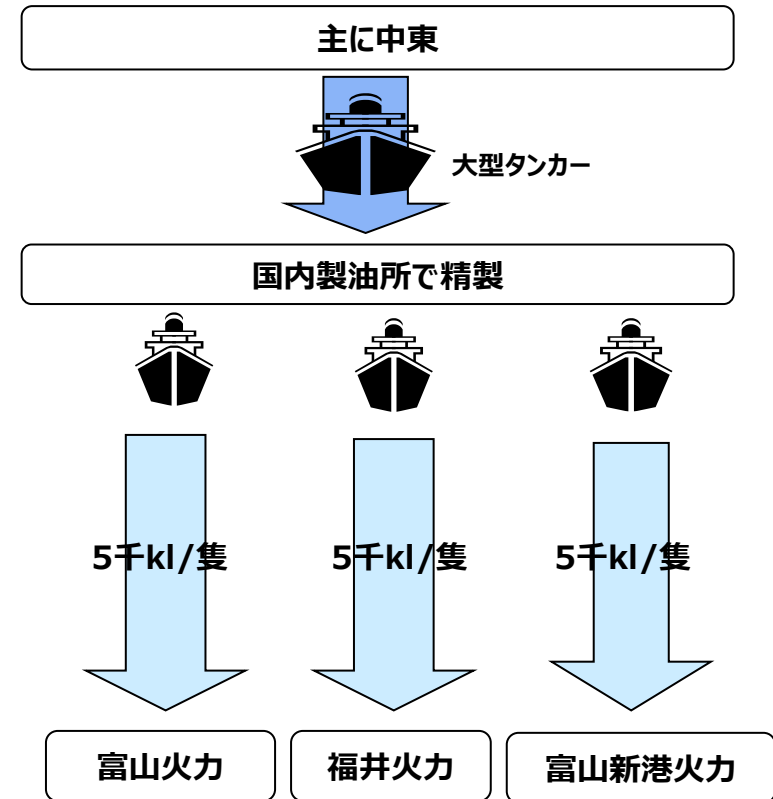 主に中東
大型タンカー
国内製油所で精製
5千kl/隻
5千kl/隻
5千kl/隻
富山火力
福井火力
富山新港火力